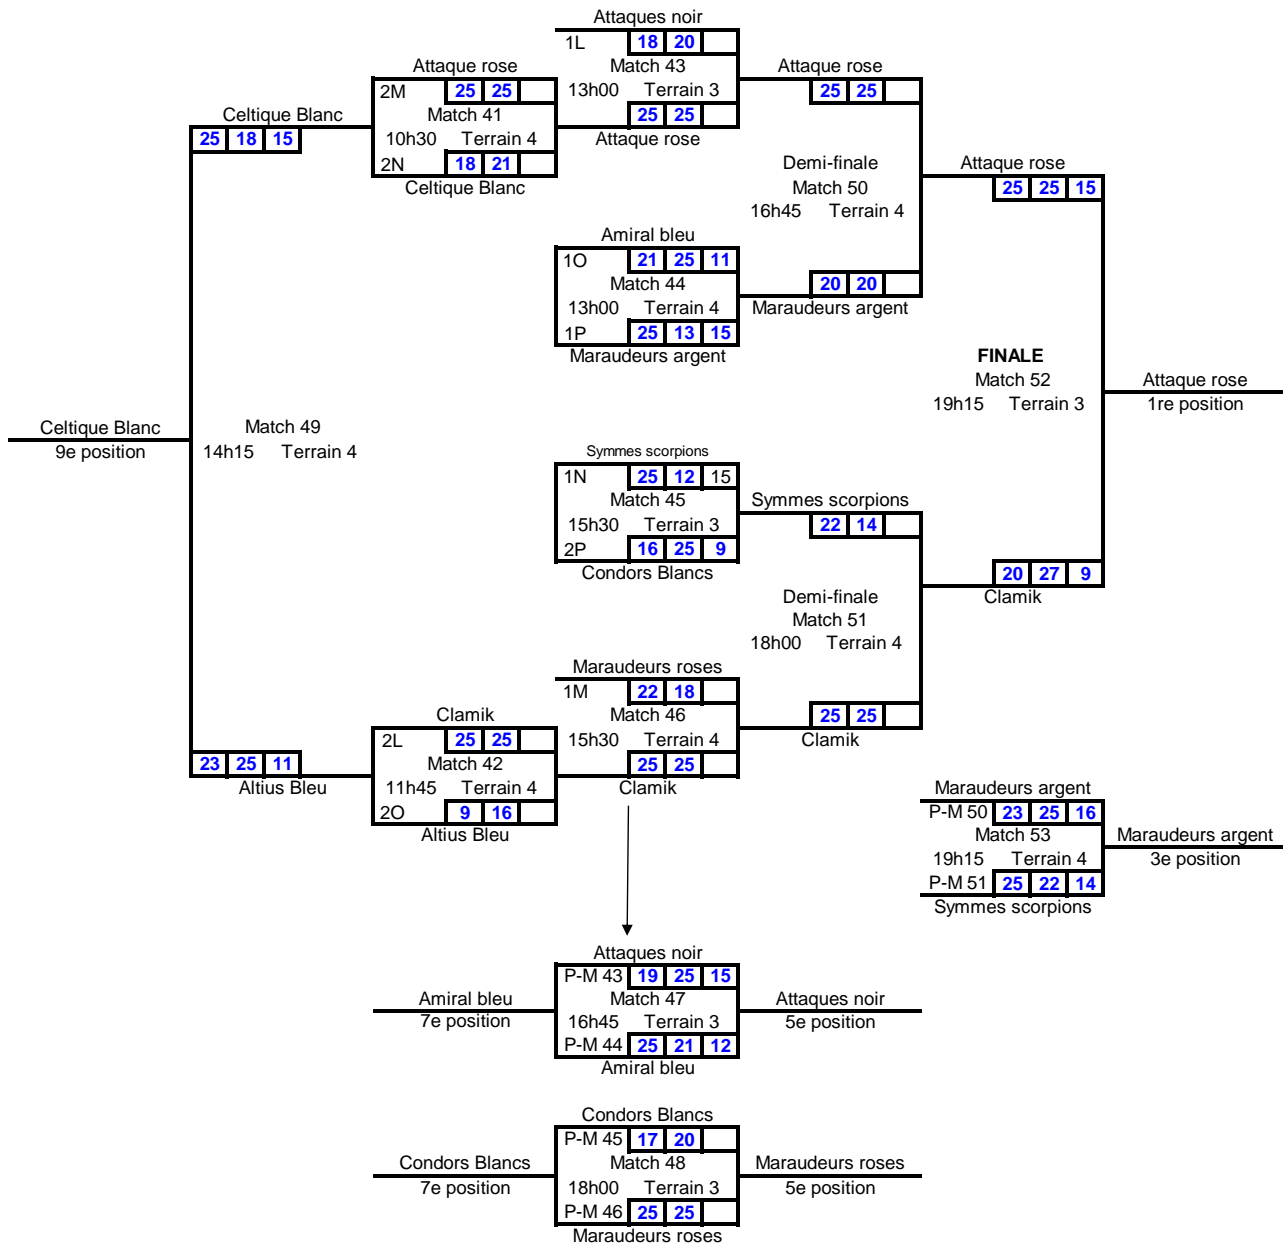 Attaques noir
1L 18 20
Match 43
13h00 Terrain 3
25 25
Attaque rose
Attaque rose
2M 25 25
Match 41
10h30 Terrain 4
2N 18 21
Celtique Blanc
Celtique Blanc
25 18 15
Attaque rose
25 25
Demi-finale
Match 50
16h45 Terrain 4
20 20
Maraudeurs argent
Attaque rose
25 25 15
Amiral bleu
1O 21 25 11
Match 44
13h00 Terrain 4
1P 25 13 15
Maraudeurs argent
FINALE
Match 52
19h15 Terrain 3
Attaque rose
1re position
Celtique Blanc
9e position
Match 49
14h15 Terrain 4
Symmes scorpions
1N 25 12 15
Match 45
15h30 Terrain 3
2P 16 25 9
Condors Blancs
Symmes scorpions
22 14
Demi-finale
Match 51
18h00 Terrain 4
25 25
Clamik
20 27 9
Clamik
Maraudeurs roses
1M 22 18
Match 46
15h30 Terrain 4
25 25
Clamik
Clamik
2L 25 25
Match 42
11h45 Terrain 4
2O 9 16
Altius Bleu
23 25 11
Altius Bleu
Maraudeurs argent
P-M 50 23 25 16
Match 53
19h15 Terrain 4
P-M 51 25 22 14
Symmes scorpions
Maraudeurs argent
3e position
Attaques noir
P-M 43 19 25 15
Match 47
16h45 Terrain 3
P-M 44 25 21 12
Amiral bleu
Amiral bleu
7e position
Attaques noir
5e position
Condors Blancs
P-M 45 17 20
Match 48
18h00 Terrain 3
P-M 46 25 25
Maraudeurs roses
Condors Blancs
7e position
Maraudeurs roses
5e position